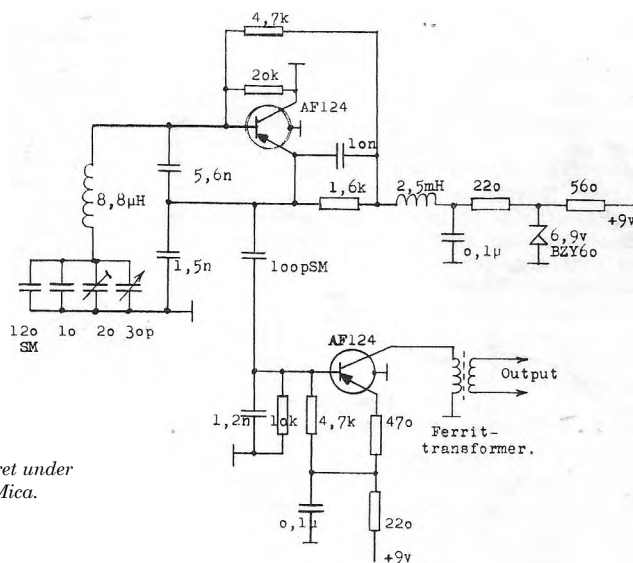 4,7k
2ok
AF124
1on
5,6n
1,6k
2,5mH
22o
56o
+9v
8,8µH
6,9v
BZY6o
o,1µ
1,5n
1oopSM
12o
1o
2o
3op
SM
AF124
Output
1,2n
1ok
4,7k
47o
Ferrit-
transformer.
ret under
Mica.
o,1µ
22o
+9v